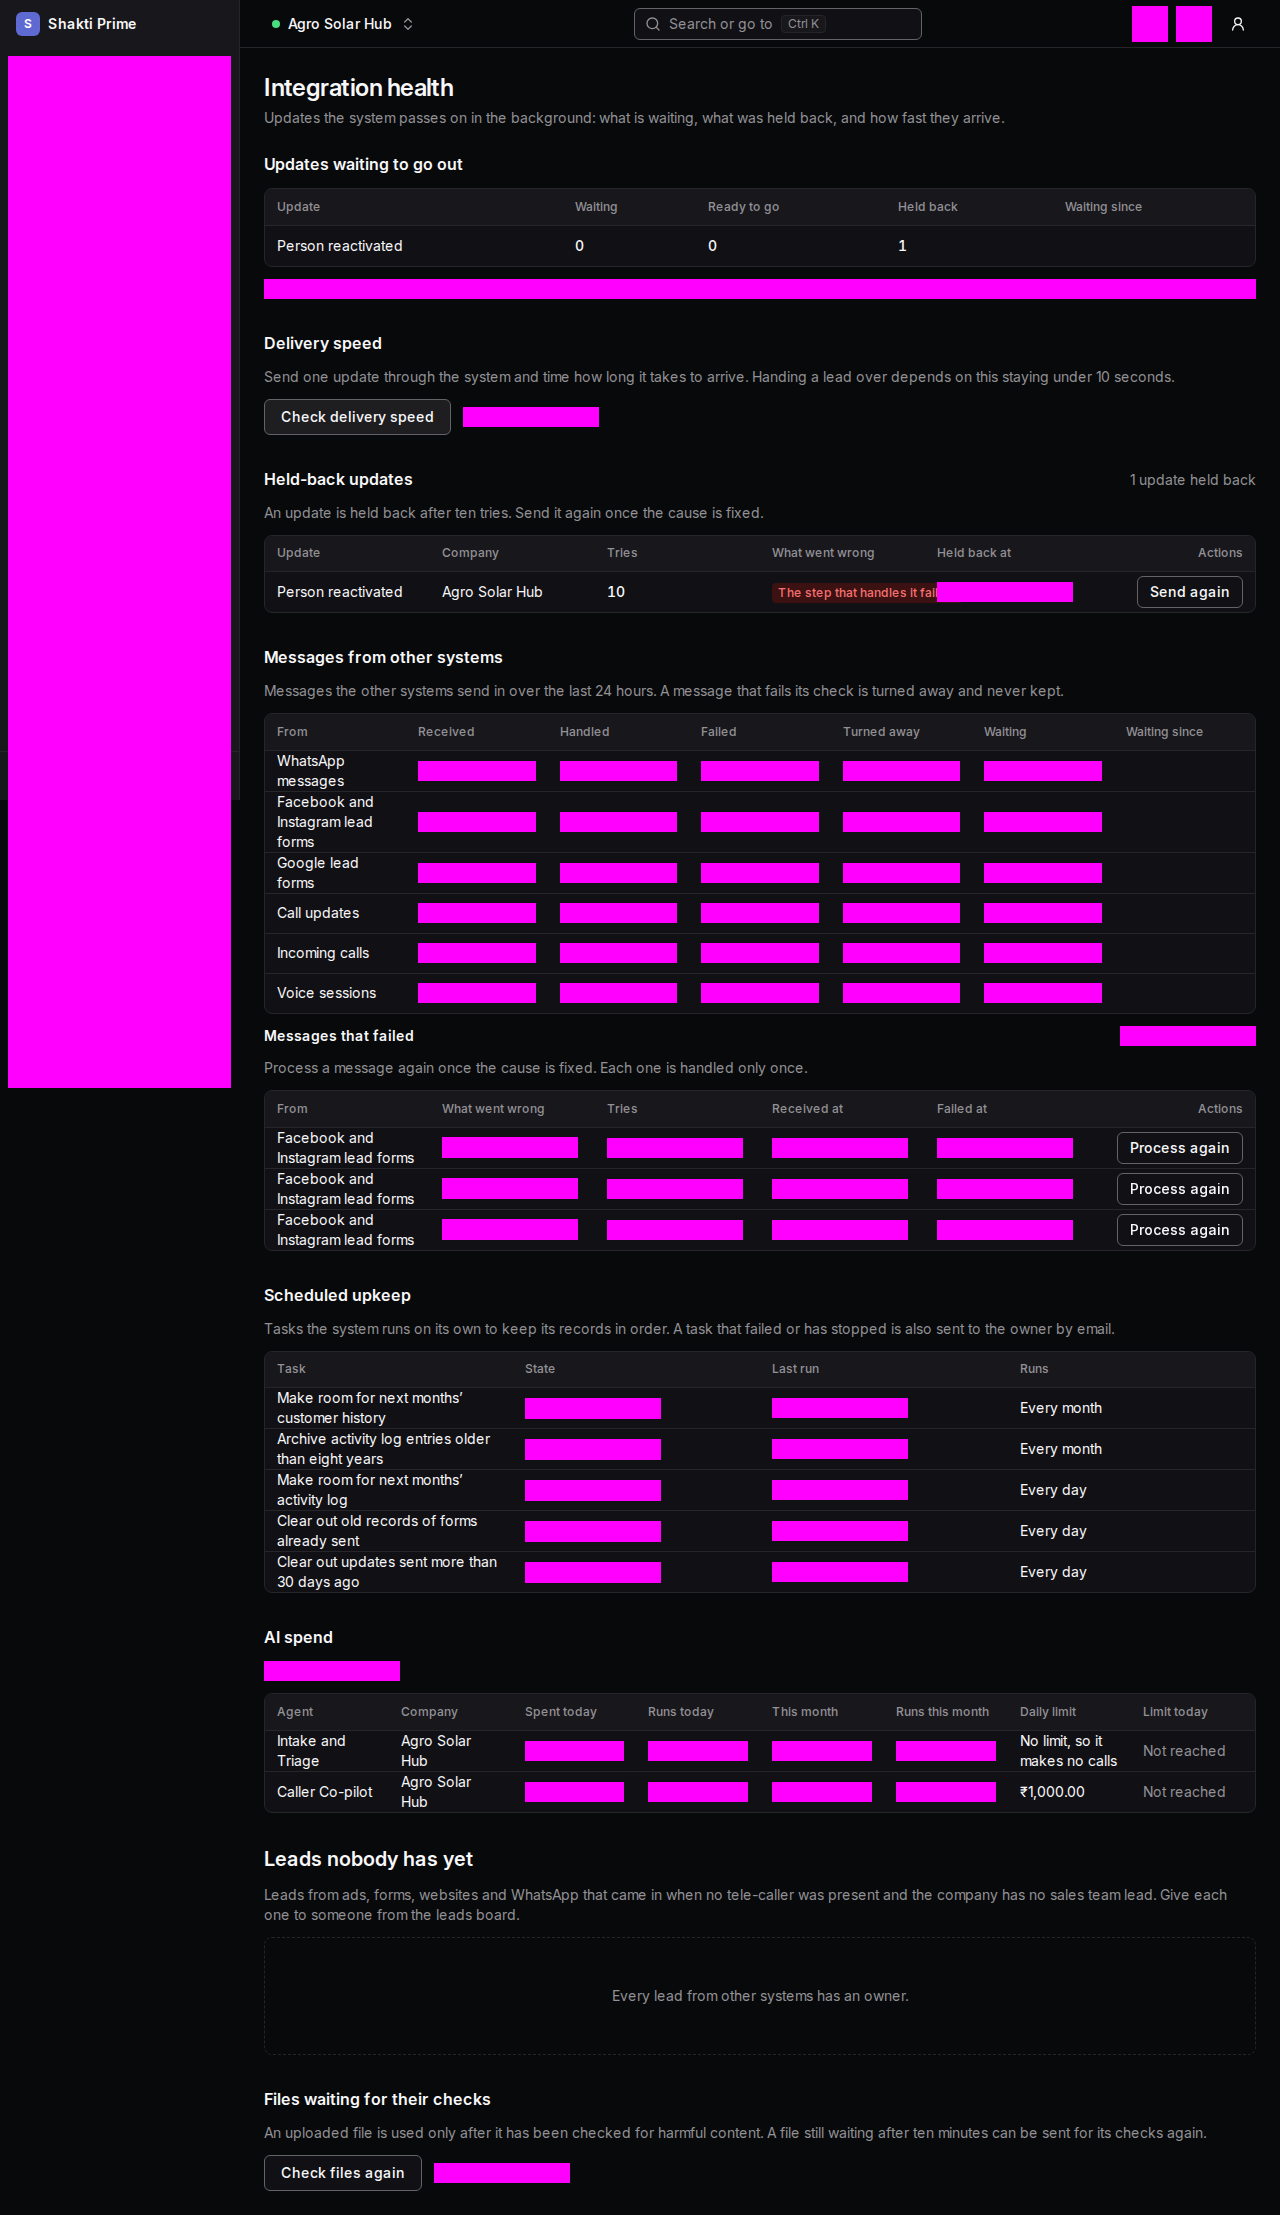 S Shakti Prime
Agro Solar Hub
Search or go to Ctrl K
Integration health
Updates the system passes on in the background: what is waiting, what was held back, and how fast they arrive.
Updates waiting to go out
Update Waiting Ready to go Held back Waiting since
Person reactivated 0 0 1
Delivery speed
Send one update through the system and time how long it takes to arrive. Handing a lead over depends on this staying under 10 seconds.
Check delivery speed
Held-back updates 1 update held back
An update is held back after ten tries. Send it again once the cause is fixed.
Update Company Tries What went wrong Held back at Actions
Person reactivated Agro Solar Hub 10 The step that handles it Send again
Messages from other systems
Messages the other systems send in over the last 24 hours. A message that fails its check is turned away and never kept.
From Received Handled Failed Turned away Waiting Waiting since
WhatsApp
messages
Facebook and
Instagram lead
forms
Google lead
forms
Call updates
Incoming calls
Voice sessions
Messages that failed
Process a message again once the cause is fixed. Each one is handled only once.
From What went wrong Tries Received at Failed at Actions
Facebook and
Instagram lead forms Process again
Facebook and
Instagram lead forms Process again
Facebook and
Instagram lead forms Process again
Scheduled upkeep
Tasks the system runs on its own to keep its records in order. A task that failed or has stopped is also sent to the owner by email.
Task State Last run Runs
Make room for next months’
customer history Every month
Archive activity log entries older
than eight years Every month
Make room for next months’
activity log Every day
Clear out old records of forms
already sent Every day
Clear out updates sent more than
30 days ago Every day
AI spend
Agent Company Spent today Runs today This month Runs this month Daily limit Limit today
Intake and Agro Solar No limit, so it
Triage Hub makes no calls Not reached
Caller Co-pilot Agro Solar ₹1,000.00 Not reached
Hub
Leads nobody has yet
Leads from ads, forms, websites and WhatsApp that came in when no tele-caller was present and the company has no sales team lead. Give each
one to someone from the leads board.
Every lead from other systems has an owner.
Files waiting for their checks
An uploaded file is used only after it has been checked for harmful content. A file still waiting after ten minutes can be sent for its checks again.
Check files again